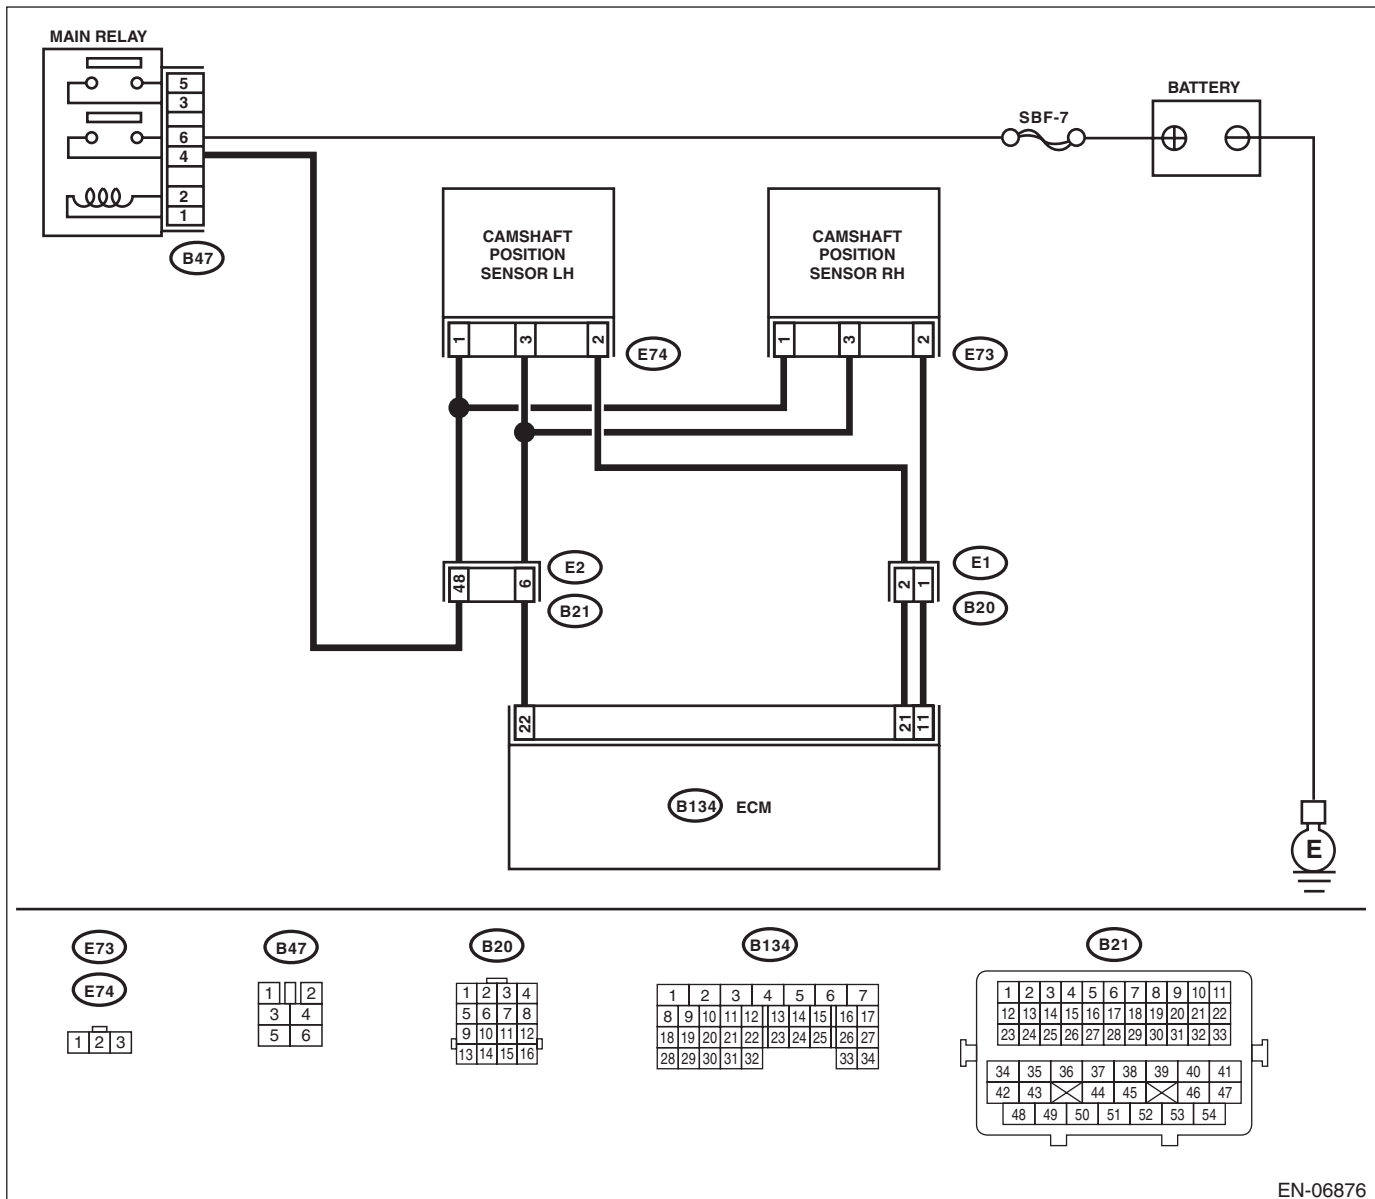 MAIN RELAY
5
3
6
4
2
1
B47
SBF-7
BATTERY
CAMSHAFT
POSITION
SENSOR LH
1 3 2
E74
CAMSHAFT
POSITION
SENSOR RH
1 3 2
E73
48 6
E2
B21
2 1
E1
B20
22 21 11
B134 ECM
E
E73
E74
1 2 3
B47
1 2
3 4
5 6
B20
1 2 3 4
5 6 7 8
9 10 11 12
13 14 15 16
B134
1 2 3 4 5 6 7
8 9 10 11 12 13 14 15 16 17
18 19 20 21 22 23 24 25 26 27
28 29 30 31 32 33 34
B21
1 2 3 4 5 6 7 8 9 10 11
12 13 14 15 16 17 18 19 20 21 22
23 24 25 26 27 28 29 30 31 32 33
34 35 36 37 38 39 40 41
42 43 44 45 46 47
48 49 50 51 52 53 54
EN-06876